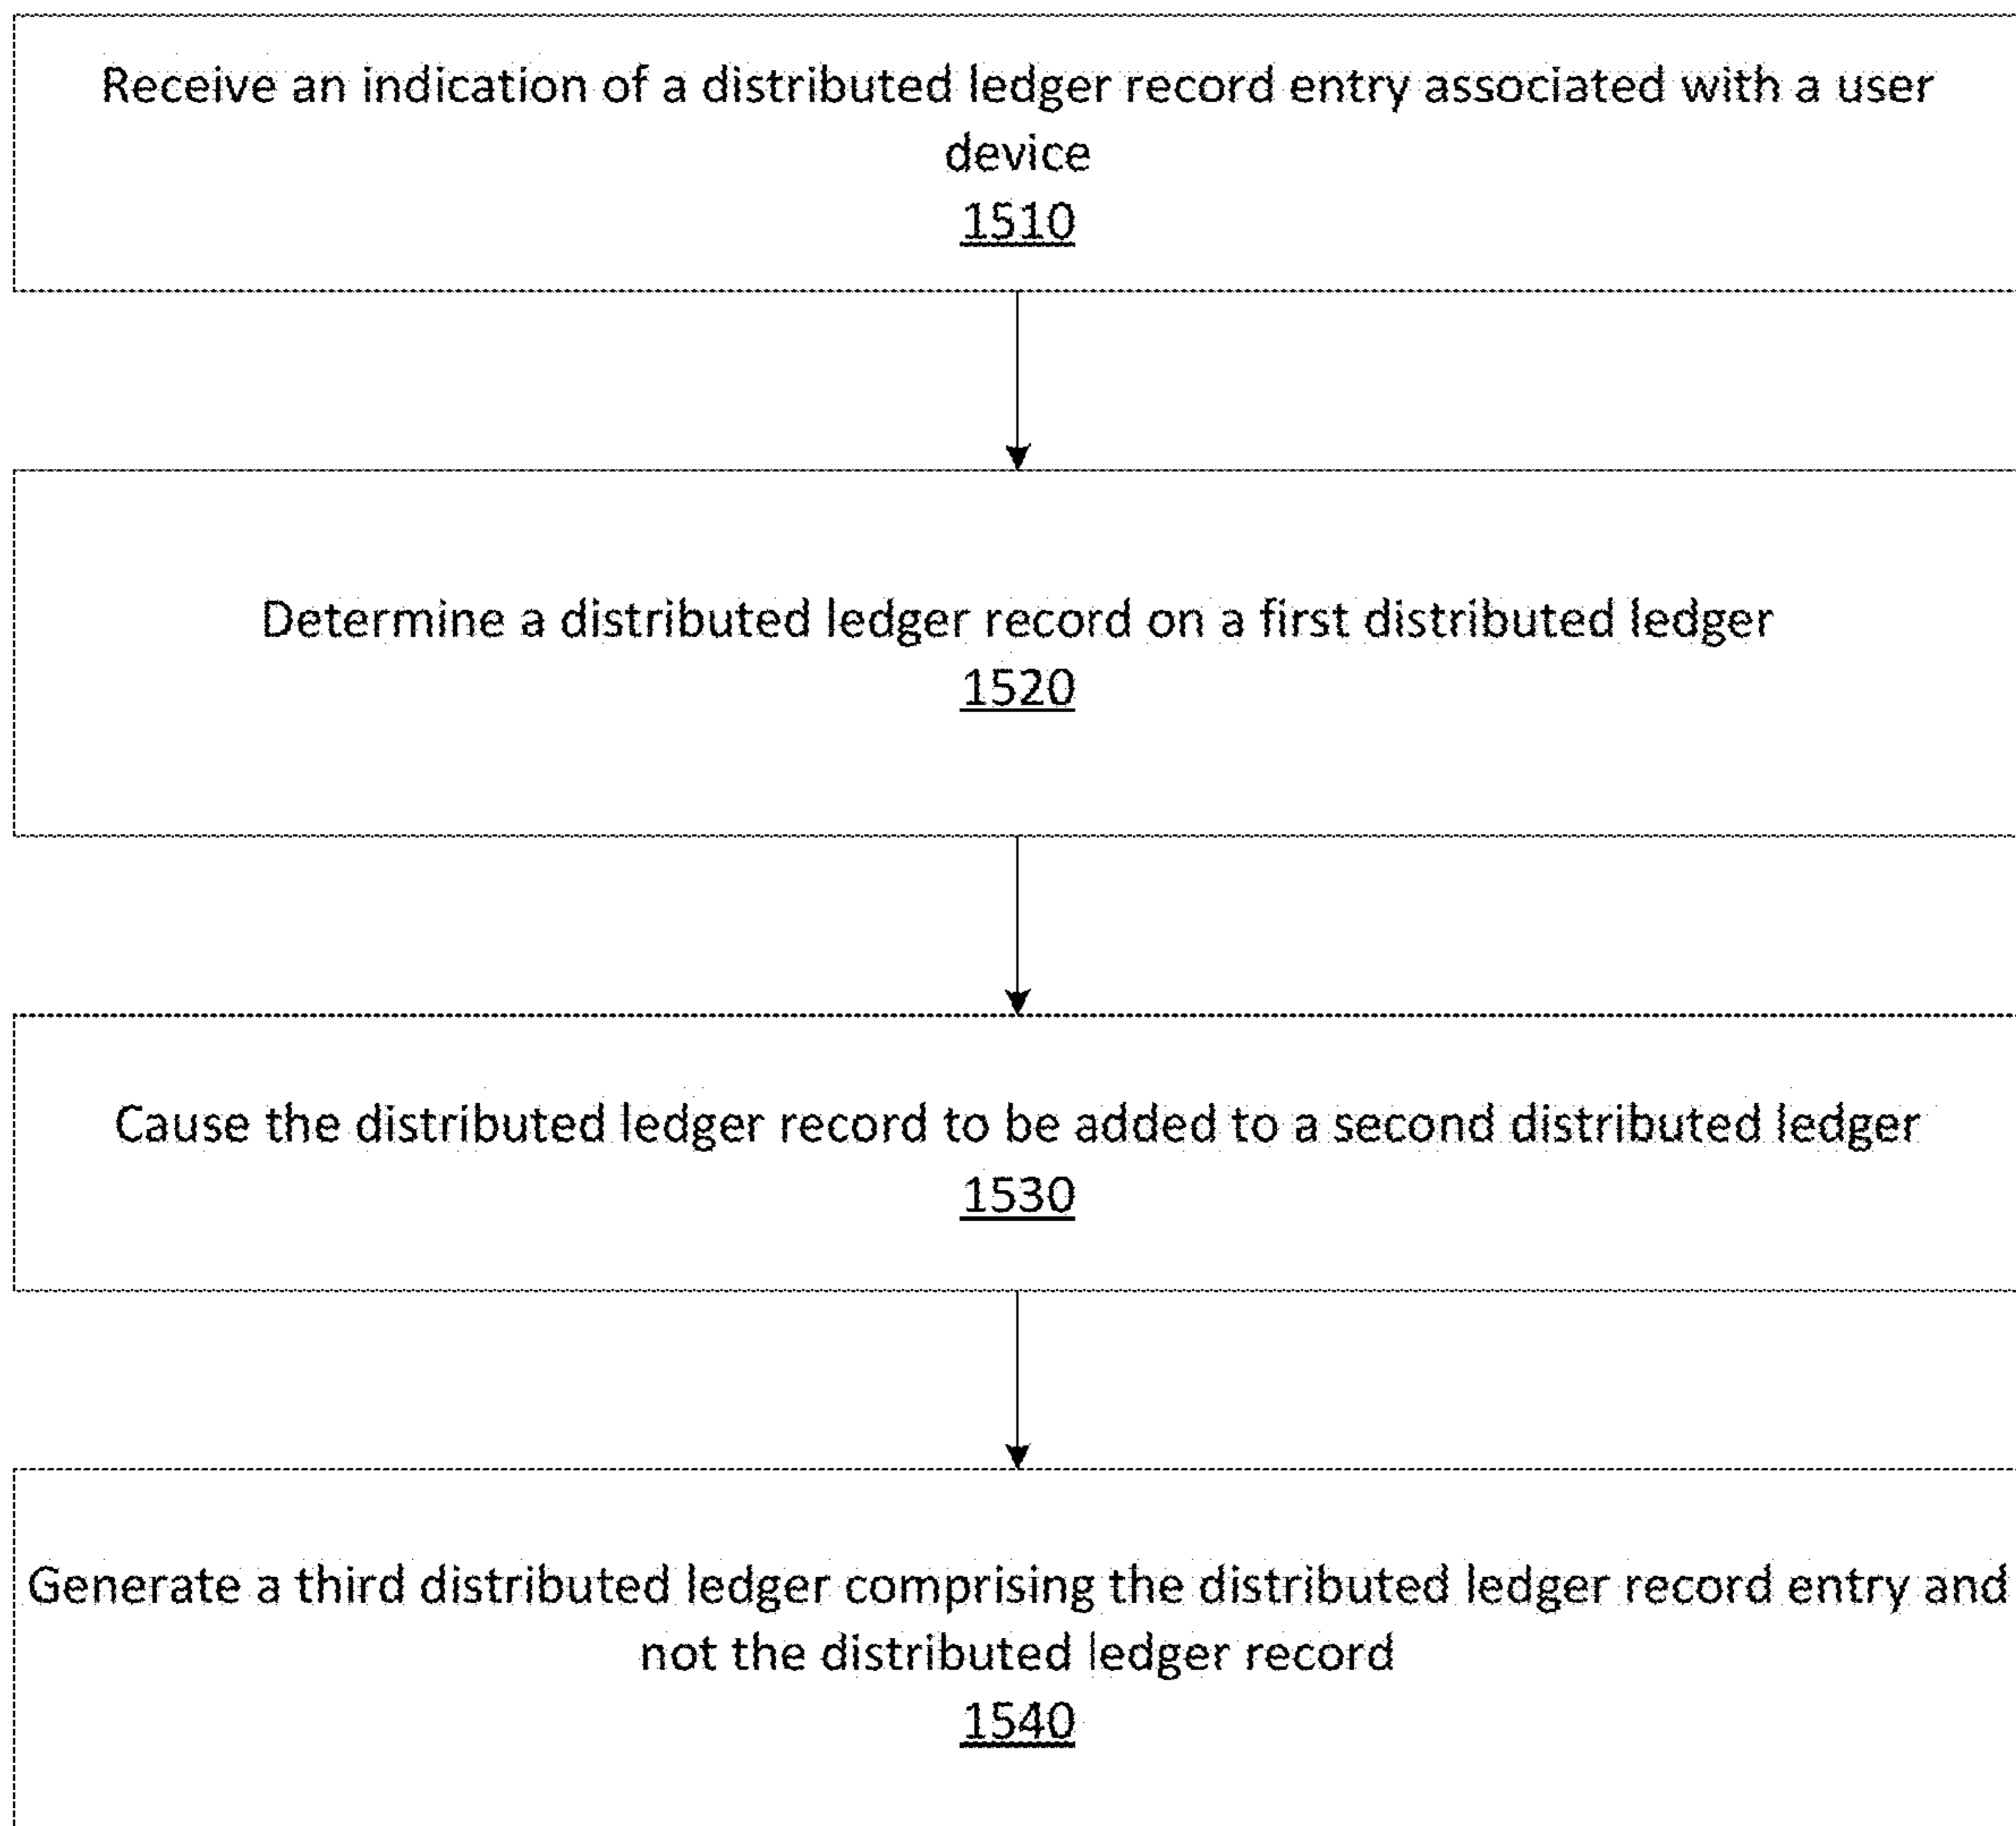 Receive an indication of a distributed ledger record entry associated with a user
device
1510
Determine a distributed ledger record on a first distributed ledger
1520
Cause the distributed ledger record to be added to a second distributed ledger
1530
Generate a third distributed ledger comprising the distributed ledger record entry and
not the distributed ledger record
1540